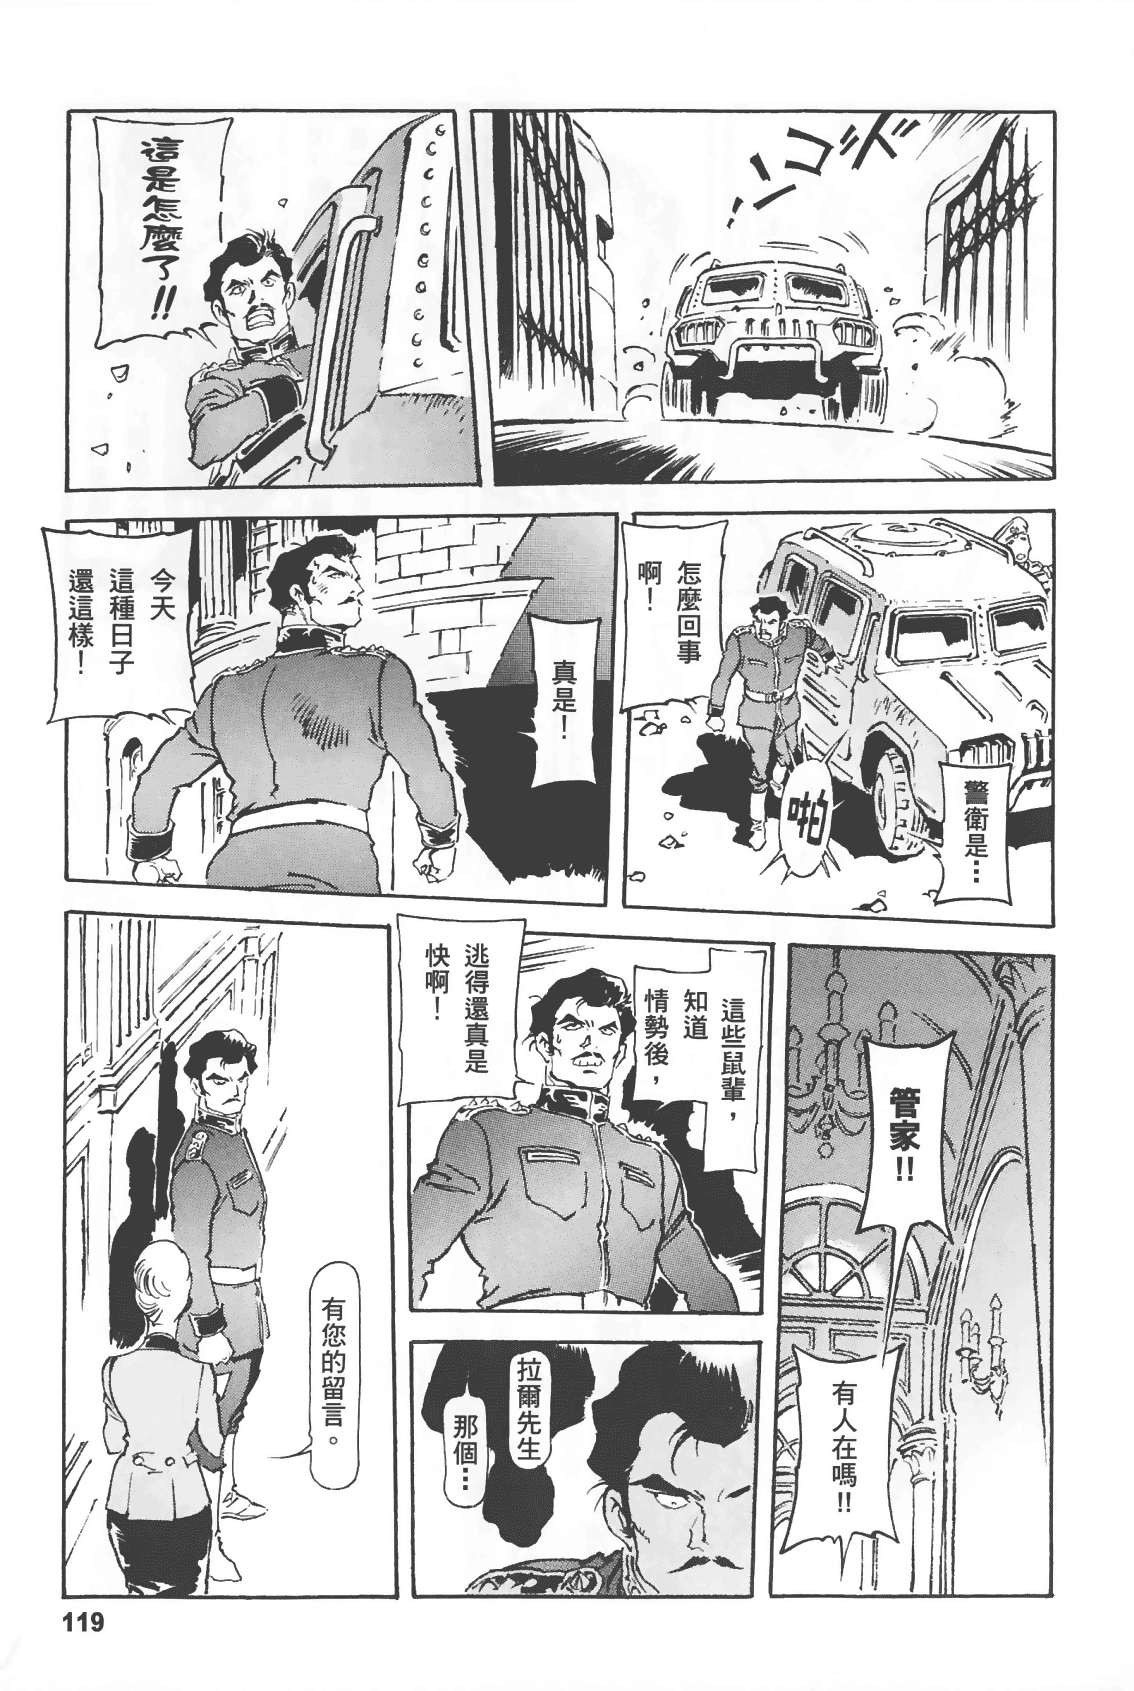 ドゴン
這是怎麼了!!
怎麼回事
啊！
警衛是…
啪
真是！
今天
這種日子
還這樣！
管家!!
有人在嗎!!
這些鼠輩，
知道
情勢後，
逃得還真是
快啊！
拉爾先生
那個…
有您的留言。
119